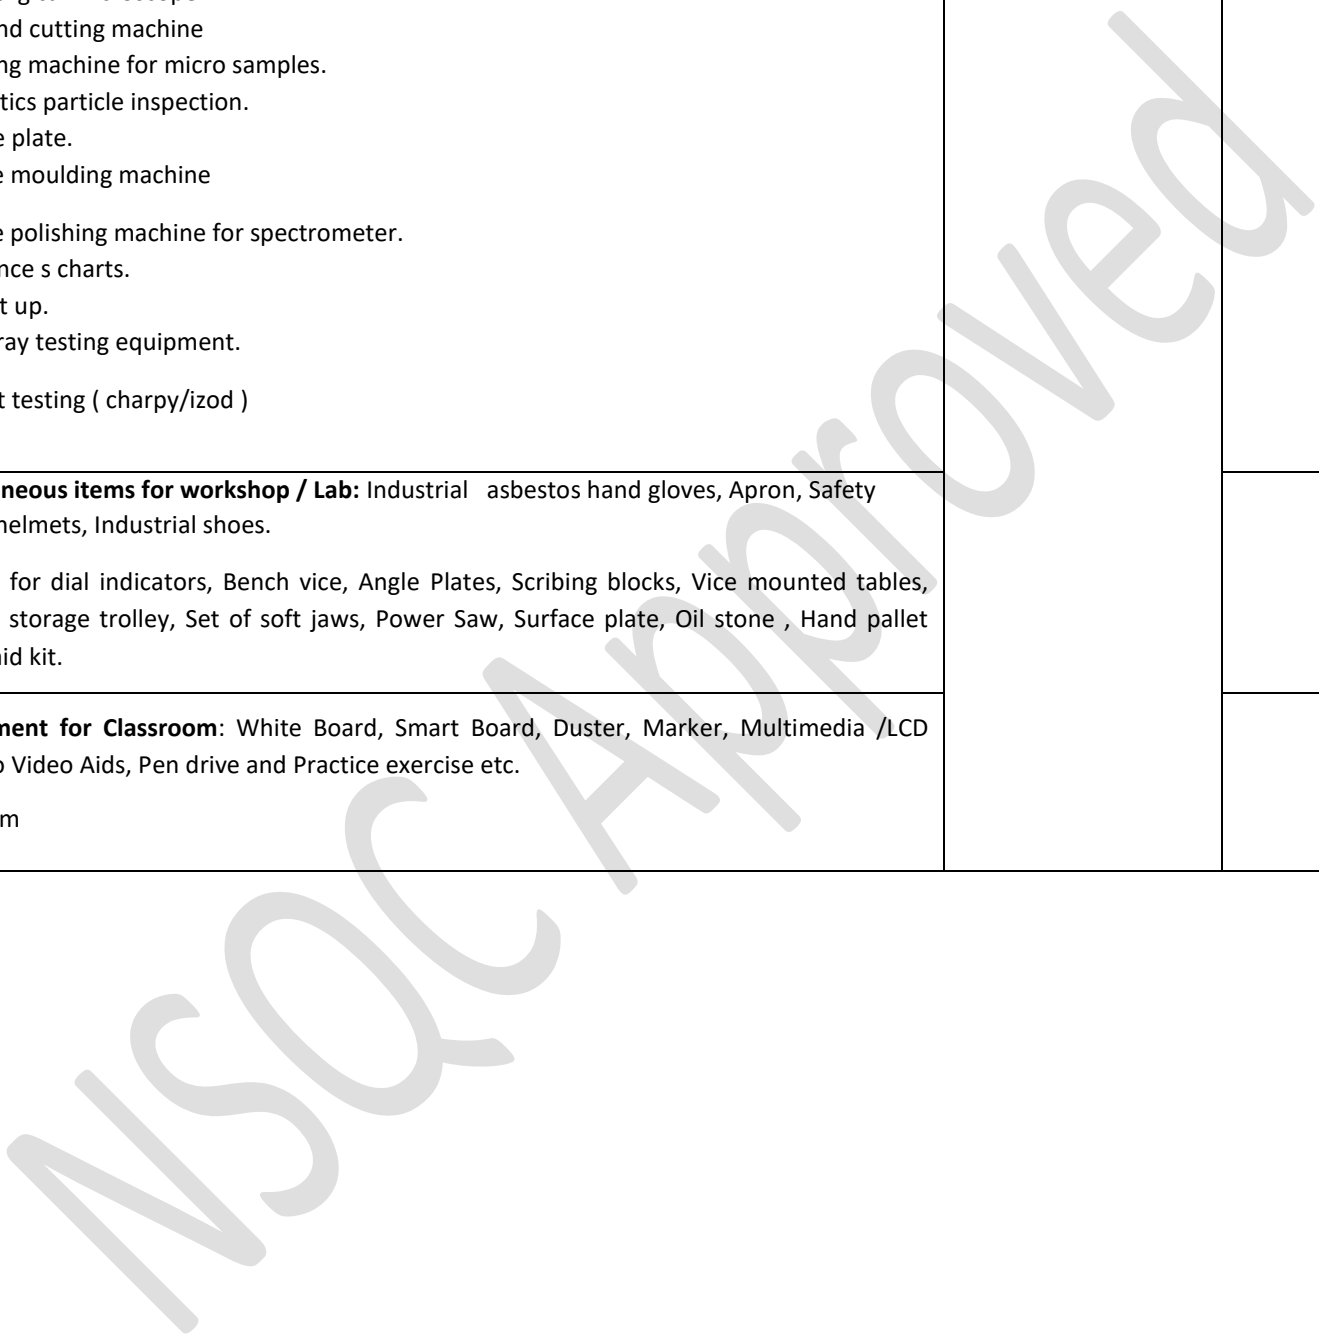 nd cutting machine
ng machine for micro samples.
tics particle inspection.
e plate.
e moulding machine
e polishing machine for spectrometer.
nce s charts.
t up.
ray testing equipment.
t testing ( charpy/izod )
neous items for workshop / Lab: Industrial asbestos hand gloves, Apron, Safety
helmets, Industrial shoes.
for dial indicators, Bench vice, Angle Plates, Scribing blocks, Vice mounted tables,
storage trolley, Set of soft jaws, Power Saw, Surface plate, Oil stone , Hand pallet
aid kit.
ment for Classroom: White Board, Smart Board, Duster, Marker, Multimedia /LCD
o Video Aids, Pen drive and Practice exercise etc.
m
NSQC Approved